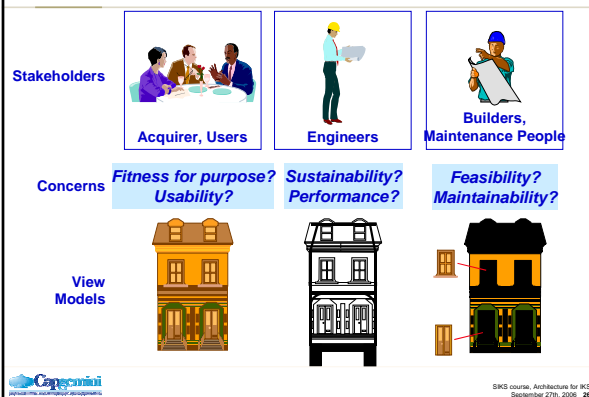 Stakeholders
Acquirer, Users
Engineers
Builders,
Maintenance People
Concerns
Fitness for purpose?
Usability?
Sustainability?
Performance?
Feasibility?
Maintainability?
View
Models
Capgemini
SIKS course, Architecture for IKS
September 27th, 2006 26